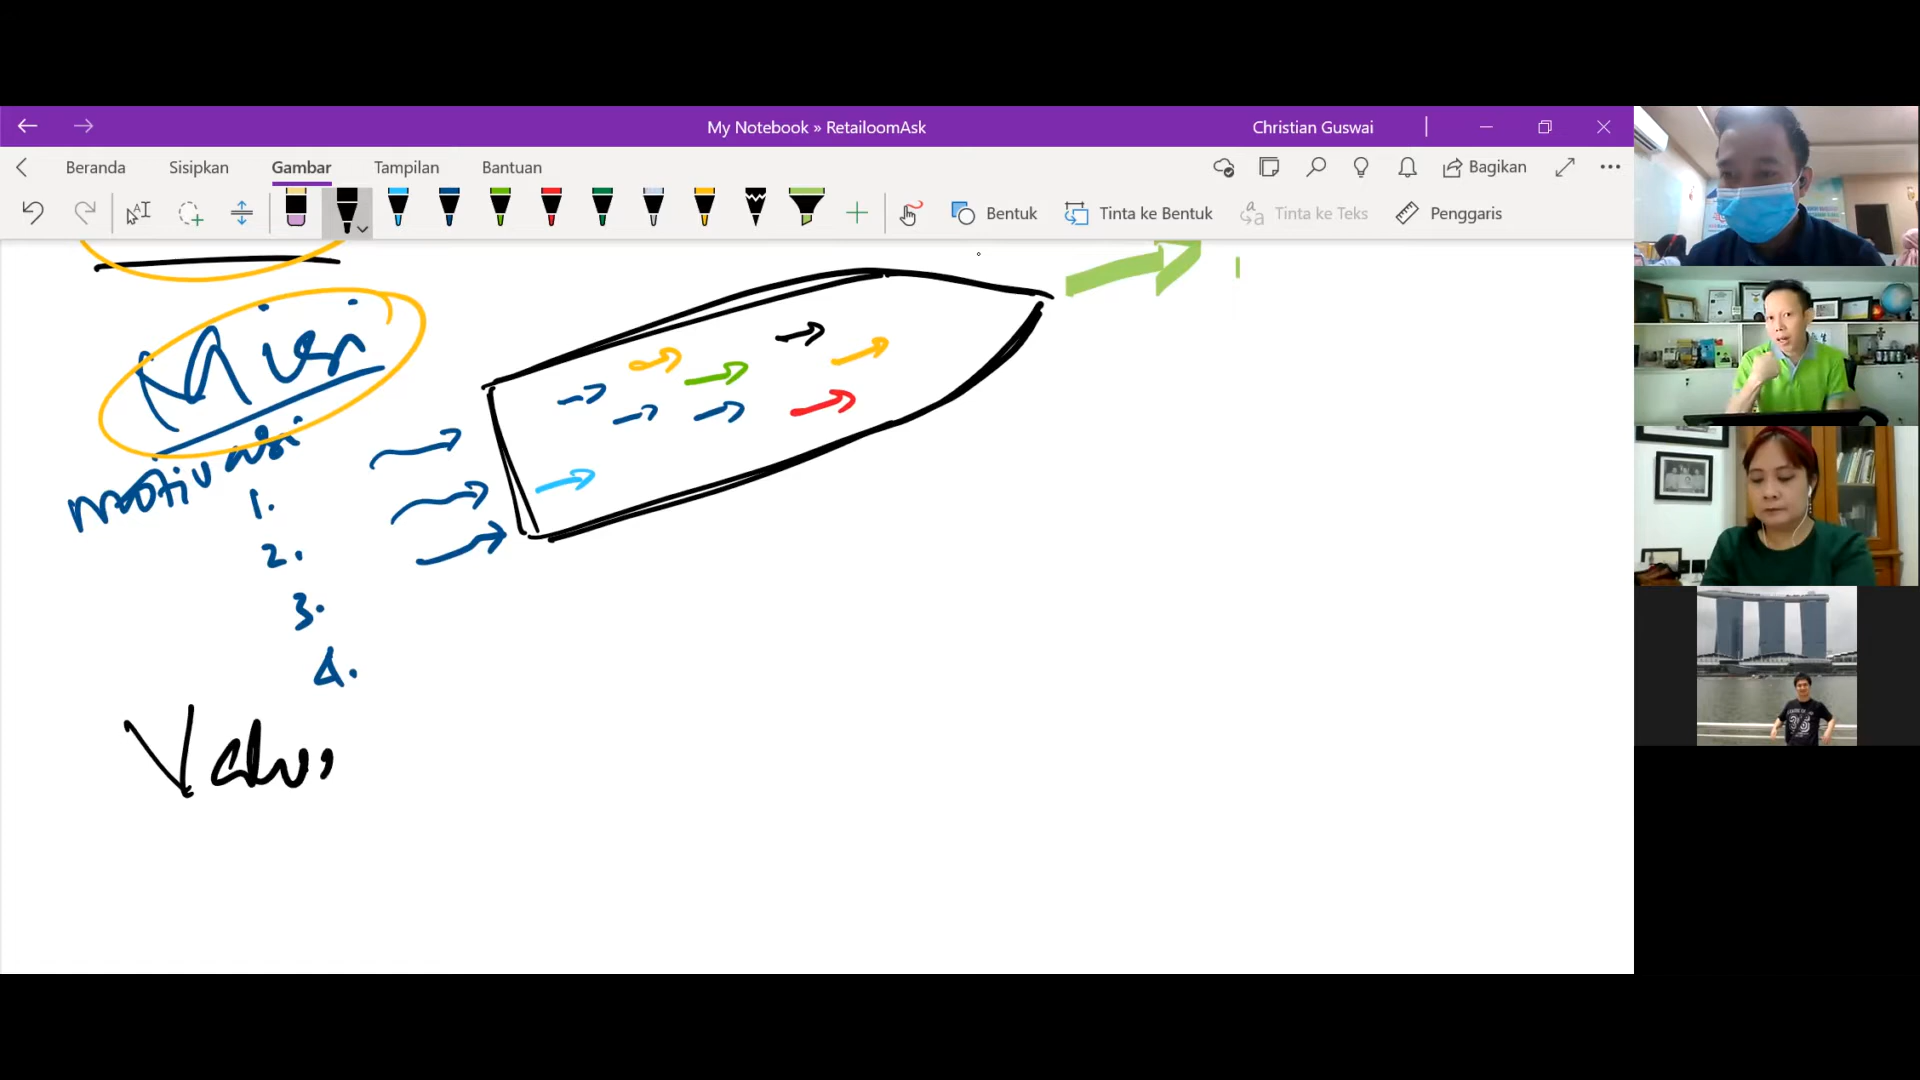 My Notebook » RetailoomAsk
Christian Guswai
Beranda Sisipkan Gambar Tampilan Bantuan
Bagikan
Bentuk Tinta ke Bentuk Tinta ke Teks Penggaris
Misi
motivasi
1.
2.
3.
4.